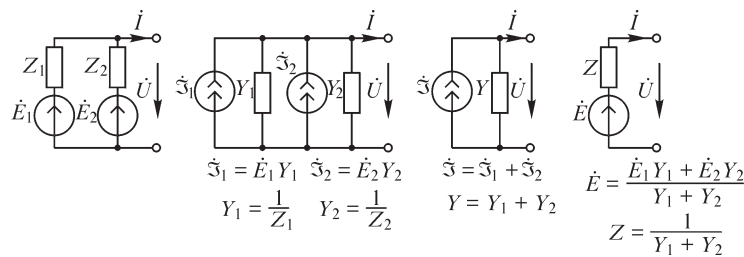 İ İ İ İ
Z₁ Z₂ U̇ Ė₁ Ė₂
ℑ̇₁ Y₁ ℑ̇₂ Y₂ U̇
ℑ̇ Y U̇
Z U̇ Ė
ℑ̇₁ = Ė₁Y₁ ℑ̇₂ = Ė₂Y₂
Y₁ = 1/Z₁ Y₂ = 1/Z₂
ℑ̇ = ℑ̇₁ + ℑ̇₂
Y = Y₁ + Y₂
Ė = (Ė₁Y₁ + Ė₂Y₂)/(Y₁ + Y₂)
Z = 1/(Y₁ + Y₂)